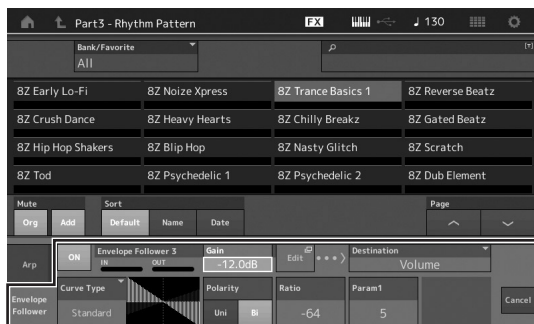 Part3 - Rhythm Pattern FX ♩ 130
Bank/Favorite
All
8Z Early Lo-Fi 8Z Noize Xpress 8Z Trance Basics 1 8Z Reverse Beatz
8Z Crush Dance 8Z Heavy Hearts 8Z Chilly Breakz 8Z Gated Beatz
8Z Hip Hop Shakers 8Z Blip Hop 8Z Nasty Glitch 8Z Scratch
8Z Tod 8Z Psychedelic 1 8Z Psychedelic 2 8Z Dub Element
Mute Sort Page
Org Add Default Name Date
Arp ON Envelope Follower 3 Gain Edit Destination
IN OUT -12.0dB Volume
Envelope Follower Curve Type Polarity Ratio Param1 Cancel
Standard Uni Bi -64 5